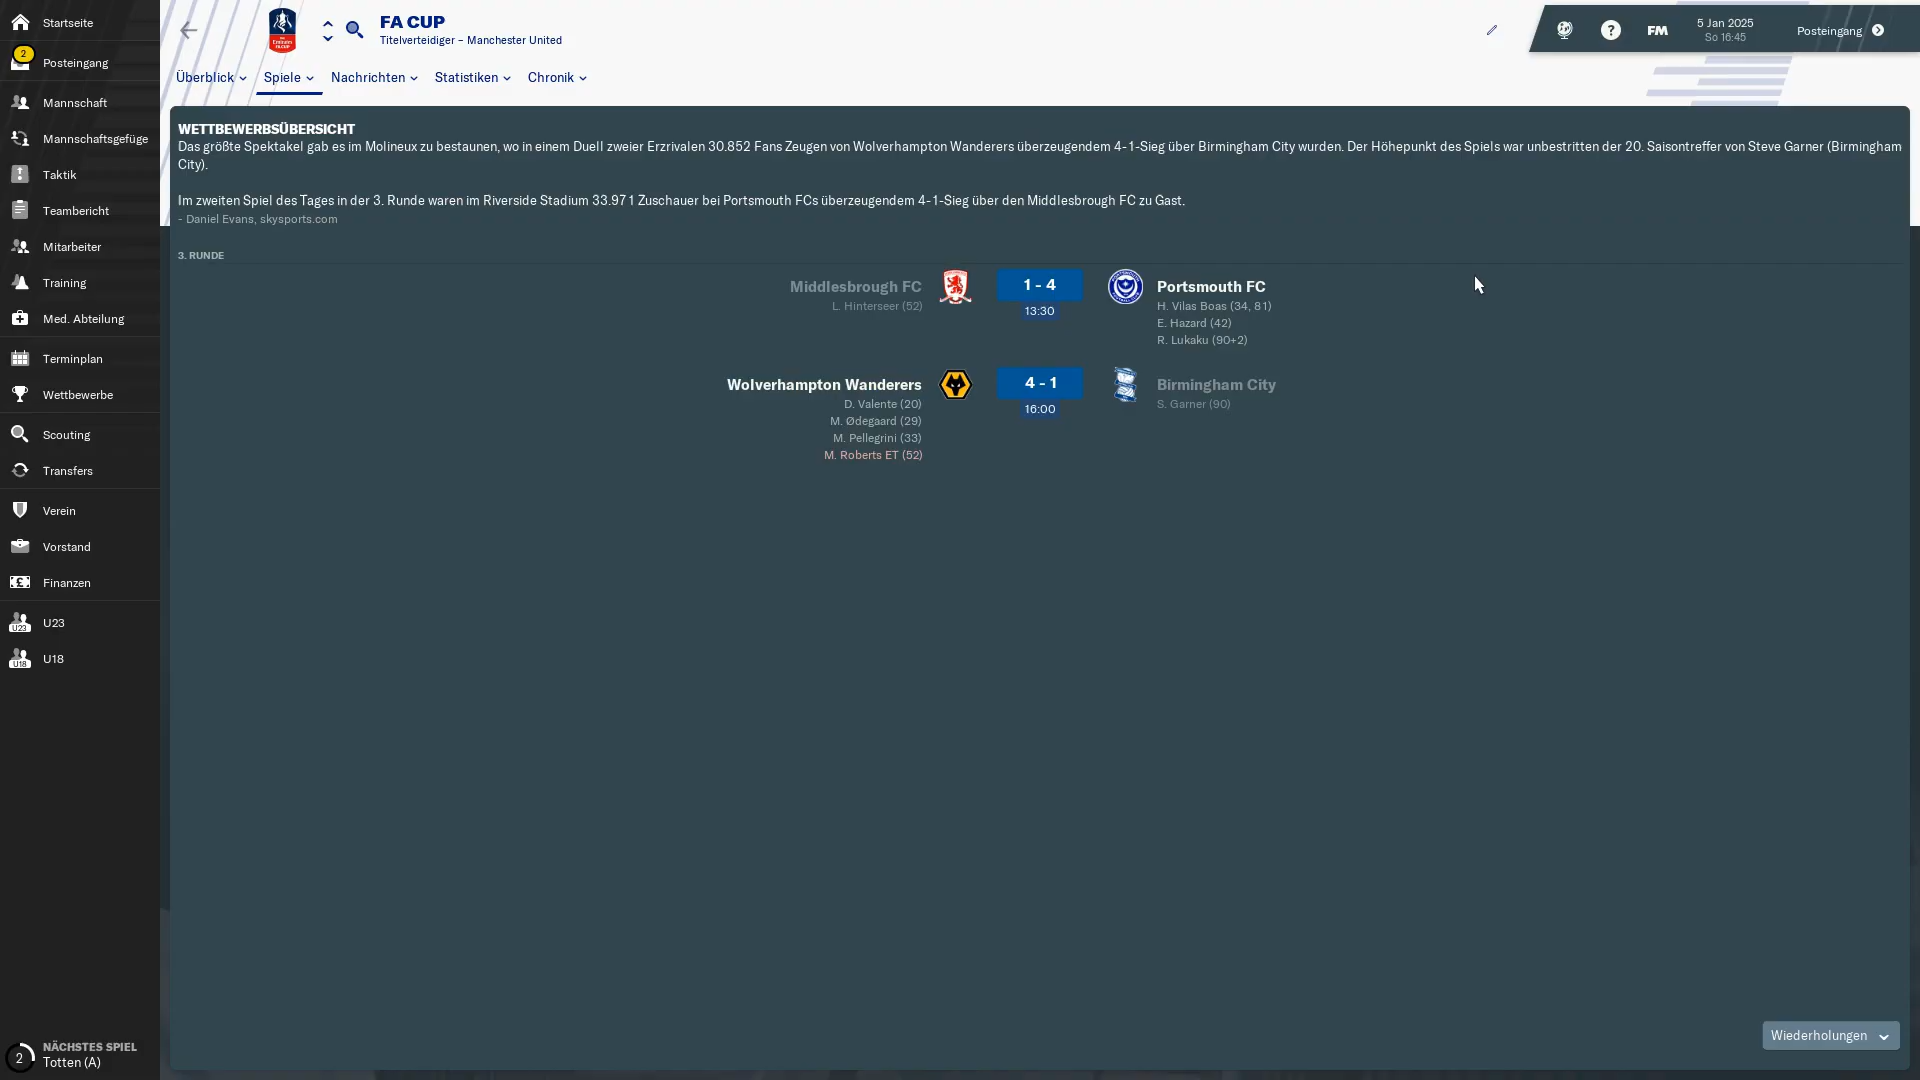 Startseite
2
Posteingang
Mannschaft
Mannschaftsgefüge
Taktik
Teambericht
Mitarbeiter
Training
Med. Abteilung
Terminplan
Wettbewerbe
Scouting
Transfers
Verein
Vorstand
Finanzen
U23
U23
U18
U18
2
NÄCHSTES SPIEL
Totten (A)
FA CUP
Titelverteidiger – Manchester United
?
FM
5 Jan 2025
So 16:45
Posteingang
Überblick
Spiele
Nachrichten
Statistiken
Chronik
WETTBEWERBSÜBERSICHT
Das größte Spektakel gab es im Molineux zu bestaunen, wo in einem Duell zweier Erzrivalen 30.852 Fans Zeugen von Wolverhampton Wanderers überzeugendem 4-1-Sieg über Birmingham City wurden. Der Höhepunkt des Spiels war unbestritten der 20. Saisontreffer von Steve Garner (Birmingham
City).
Im zweiten Spiel des Tages in der 3. Runde waren im Riverside Stadium 33.971 Zuschauer bei Portsmouth FCs überzeugendem 4-1-Sieg über den Middlesbrough FC zu Gast.
- Daniel Evans, skysports.com
3. RUNDE
Middlesbrough FC
L. Hinterseer (52)
1 - 4
13:30
Portsmouth FC
H. Vilas Boas (34, 81)
E. Hazard (42)
R. Lukaku (90+2)
Wolverhampton Wanderers
D. Valente (20)
M. Ødegaard (29)
M. Pellegrini (33)
M. Roberts ET (52)
4 - 1
16:00
Birmingham City
S. Garner (90)
Wiederholungen